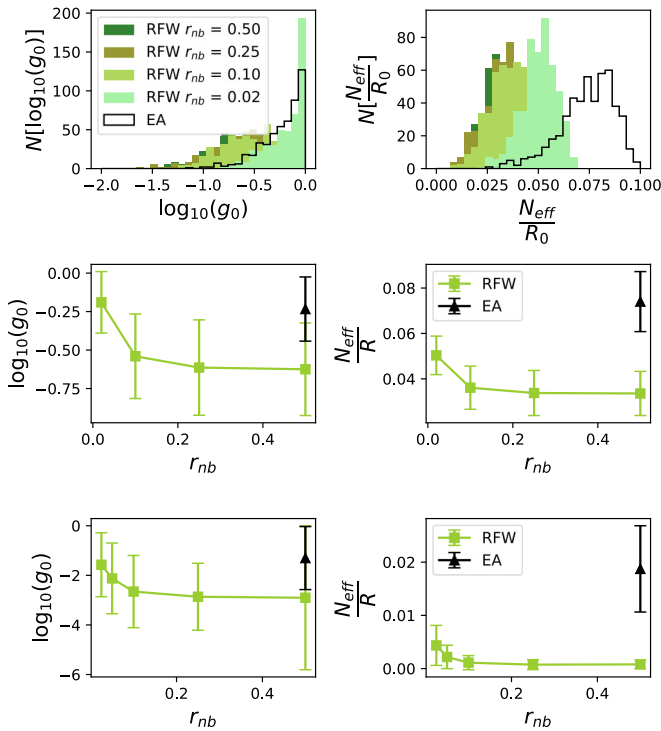 200
150
100
50
0
N[log₁₀(g₀)]
RFW r_nb = 0.50
RFW r_nb = 0.25
RFW r_nb = 0.10
RFW r_nb = 0.02
EA
−2.0 −1.5 −1.0 −0.5 0.0
log₁₀(g₀)
80
60
40
20
0
N[N_eff/R₀]
0.000 0.025 0.050 0.075 0.100
N_eff/R₀
0.00
−0.25
−0.50
−0.75
log₁₀(g₀)
0.0 0.2 0.4
r_nb
0.08
0.06
0.04
N_eff/R
RFW
EA
0.0 0.2 0.4
r_nb
0
−2
−4
−6
log₁₀(g₀)
0.2 0.4
r_nb
0.02
0.01
0.00
N_eff/R
RFW
EA
0.2 0.4
r_nb